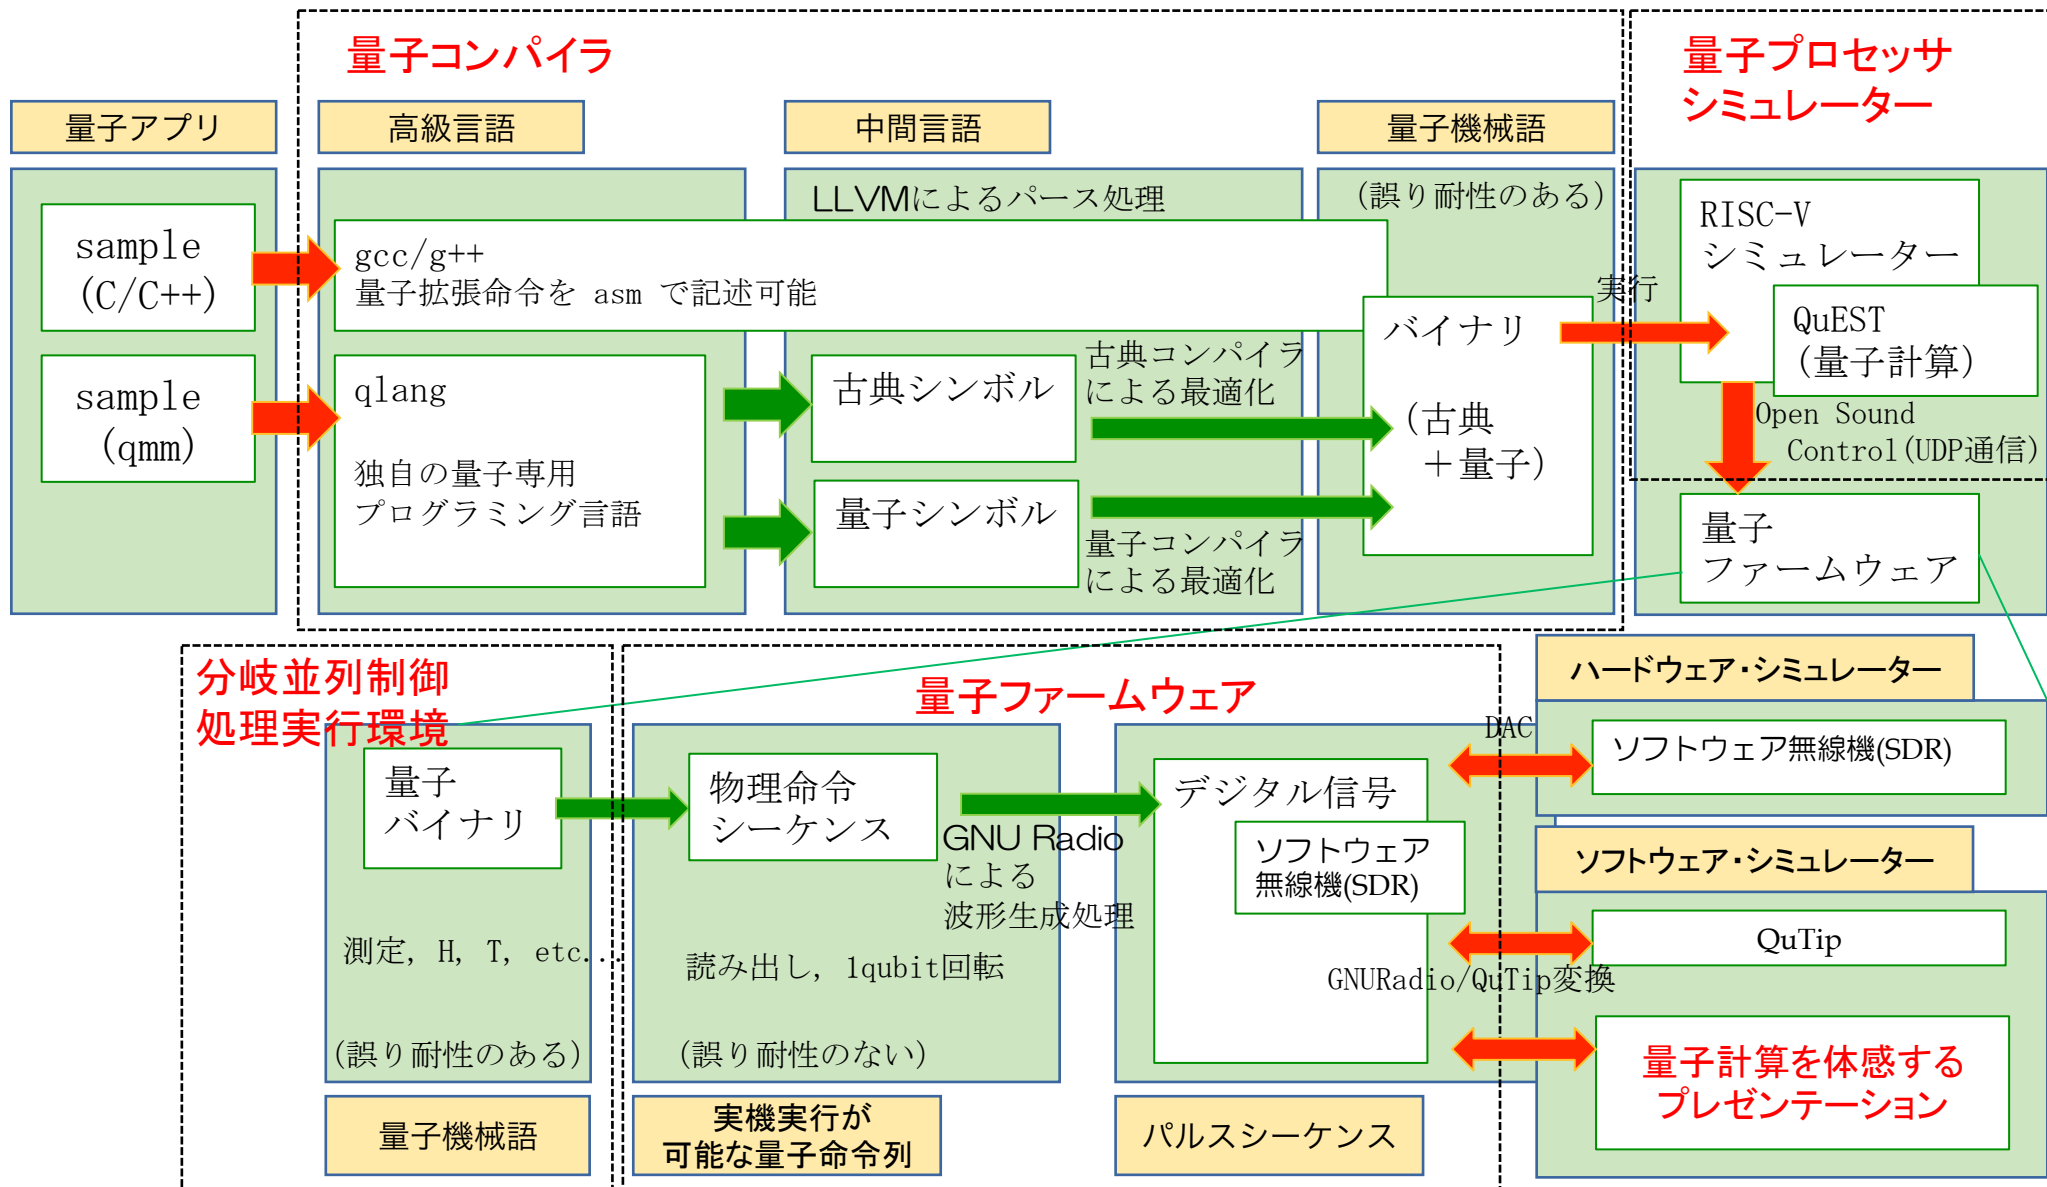 量子コンパイラ
量子プロセッサ
シミュレーター
量子アプリ
高級言語
中間言語
量子機械語
LLVMによるパース処理
(誤り耐性のある)
sample
(C/C++)
gcc/g++
量子拡張命令を asm で記述可能
実行
RISC-V
シミュレーター
QuEST
(量子計算)
sample
(qmm)
qlang
独自の量子専用
プログラミング言語
古典シンボル
古典コンパイラ
による最適化
量子シンボル
量子コンパイラ
による最適化
バイナリ
(古典
＋量子)
Open Sound
Control(UDP通信)
量子
ファームウェア
分岐並列制御
処理実行環境
量子ファームウェア
ハードウェア・シミュレーター
量子
バイナリ
物理命令
シーケンス
GNU Radio
による
波形生成処理
デジタル信号
ソフトウェア
無線機(SDR)
DAC
ソフトウェア無線機(SDR)
ソフトウェア・シミュレーター
QuTip
GNURadio/QuTip変換
量子計算を体感する
プレゼンテーション
測定, H, T, etc...
読み出し, 1qubit回転
(誤り耐性のある)
(誤り耐性のない)
量子機械語
実機実行が
可能な量子命令列
パルスシーケンス